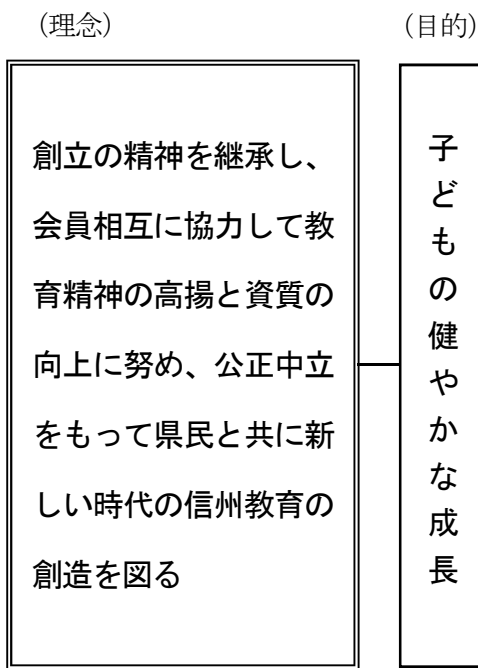 (理念)
創立の精神を継承し、
会員相互に協力して教
育精神の高揚と資質の
向上に努め、公正中立
をもって県民と共に新
しい時代の信州教育の
創造を図る
(目的)
子どもの健やかな成長